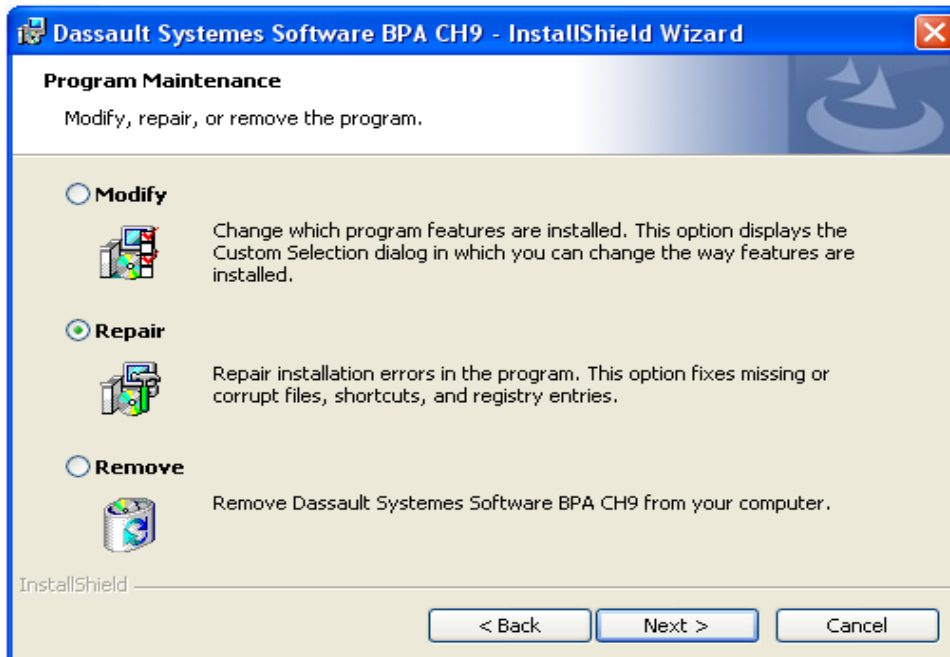 Dassault Systemes Software BPA CH9 - InstallShield Wizard
Program Maintenance
Modify, repair, or remove the program.
Modify
Change which program features are installed. This option displays the
Custom Selection dialog in which you can change the way features are
installed.
Repair
Repair installation errors in the program. This option fixes missing or
corrupt files, shortcuts, and registry entries.
Remove
Remove Dassault Systemes Software BPA CH9 from your computer.
InstallShield
< Back
Next >
Cancel